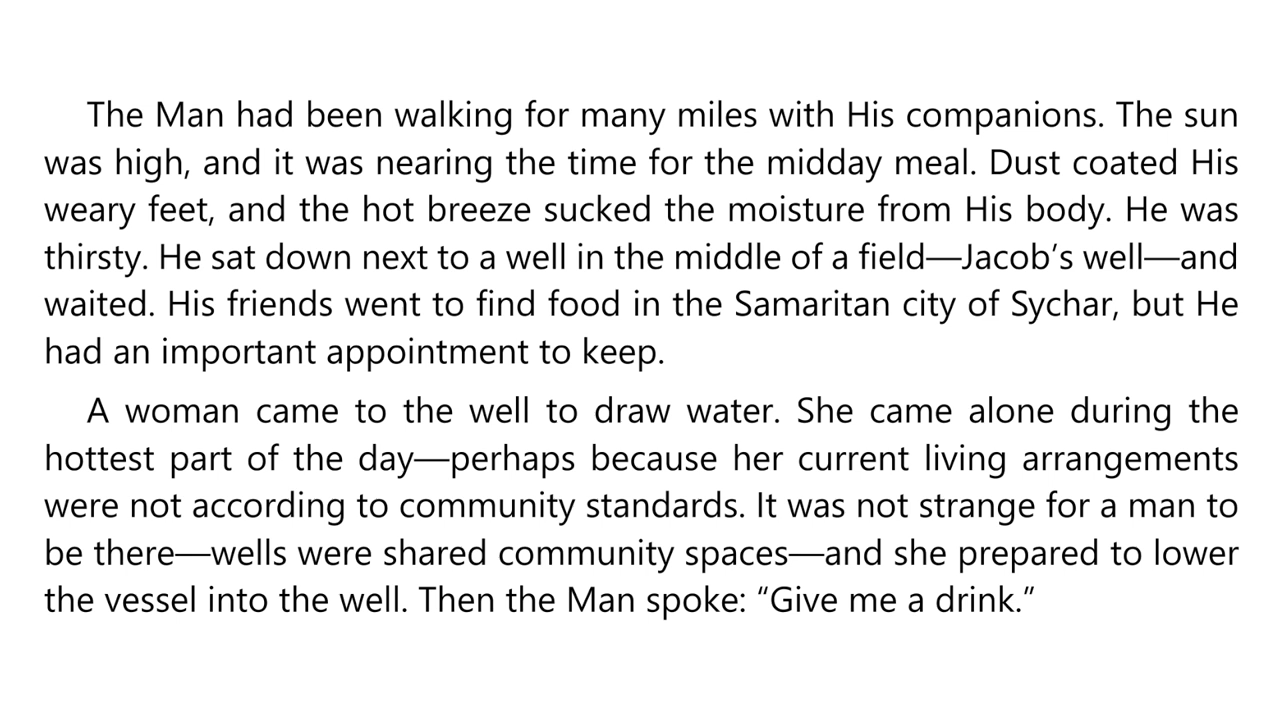 The Man had been walking for many miles with His companions. The sun
was high, and it was nearing the time for the midday meal. Dust coated His
weary feet, and the hot breeze sucked the moisture from His body. He was
thirsty. He sat down next to a well in the middle of a field—Jacob’s well—and
waited. His friends went to find food in the Samaritan city of Sychar, but He
had an important appointment to keep.
A woman came to the well to draw water. She came alone during the
hottest part of the day—perhaps because her current living arrangements
were not according to community standards. It was not strange for a man to
be there—wells were shared community spaces—and she prepared to lower
the vessel into the well. Then the Man spoke: “Give me a drink.”